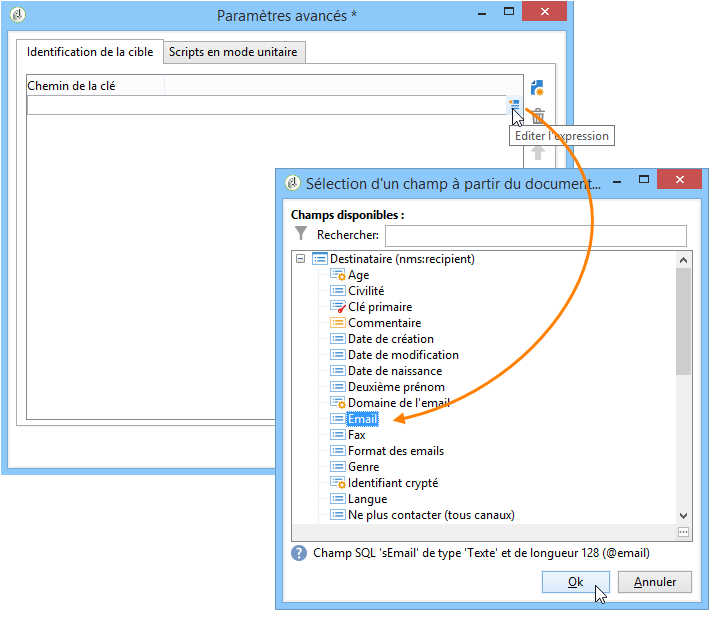 Paramètres avancés *
Identification de la cible
Scripts en mode unitaire
Chemin de la clé
Editer l'expression
Sélection d'un champ à partir du document...
Champs disponibles :
Rechercher:
Destinataire (nms:recipient)
Age
Civilité
Clé primaire
Commentaire
Date de création
Date de modification
Date de naissance
Deuxième prénom
Domaine de l'email
Email
Fax
Format des emails
Genre
Identifiant crypté
Langue
Ne plus contacter (tous canaux)
Champ SQL 'sEmail' de type 'Texte' et de longueur 128 (@email)
Ok
Annuler